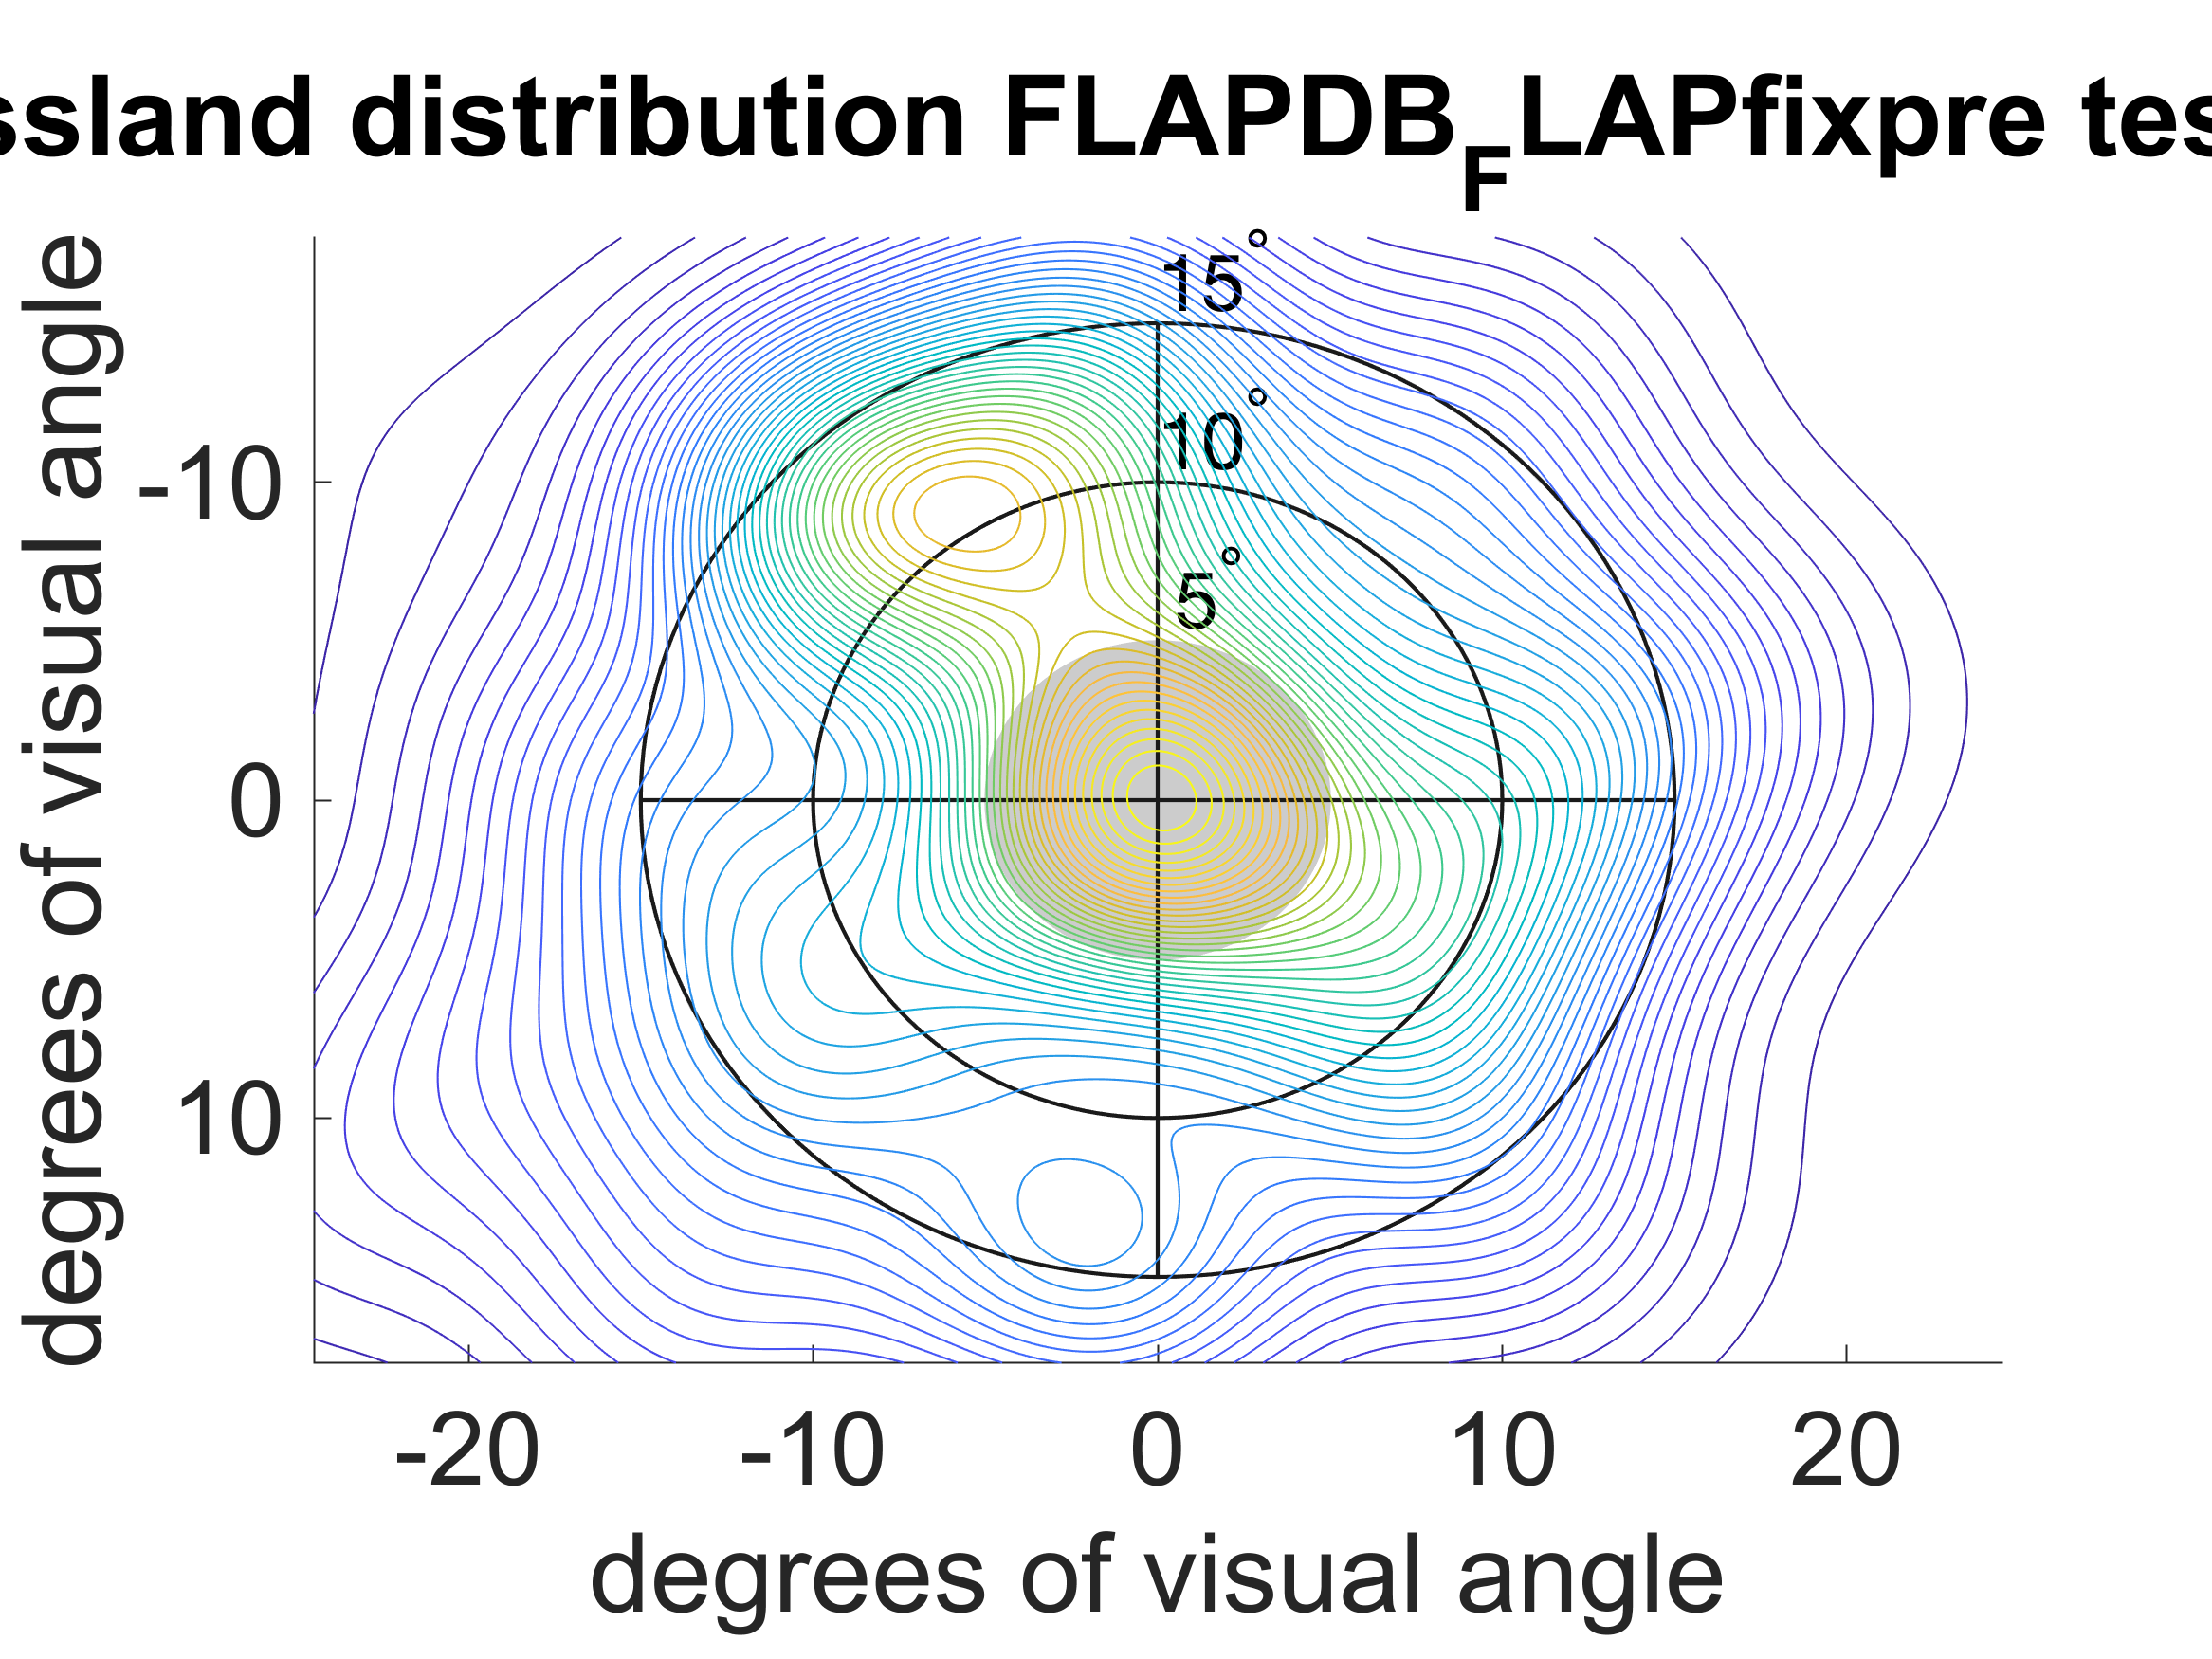 ssland distribution FLAPDB_FLAPfixpre tes
15°
10°
5°
degrees of visual angle
-10
0
10
-20 -10 0 10 20
degrees of visual angle